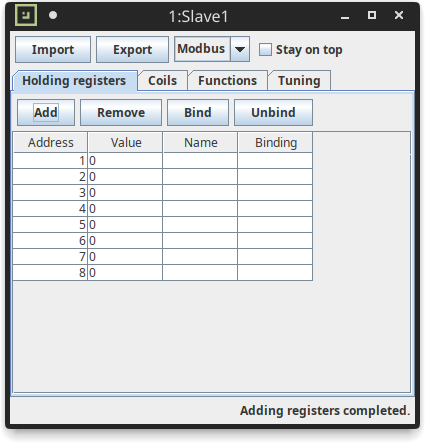 1:Slave1
Import Export Modbus Stay on top
Holding registers Coils Functions Tuning
Add Remove Bind Unbind
Address Value Name Binding
1 0
2 0
3 0
4 0
5 0
6 0
7 0
8 0
Adding registers completed.